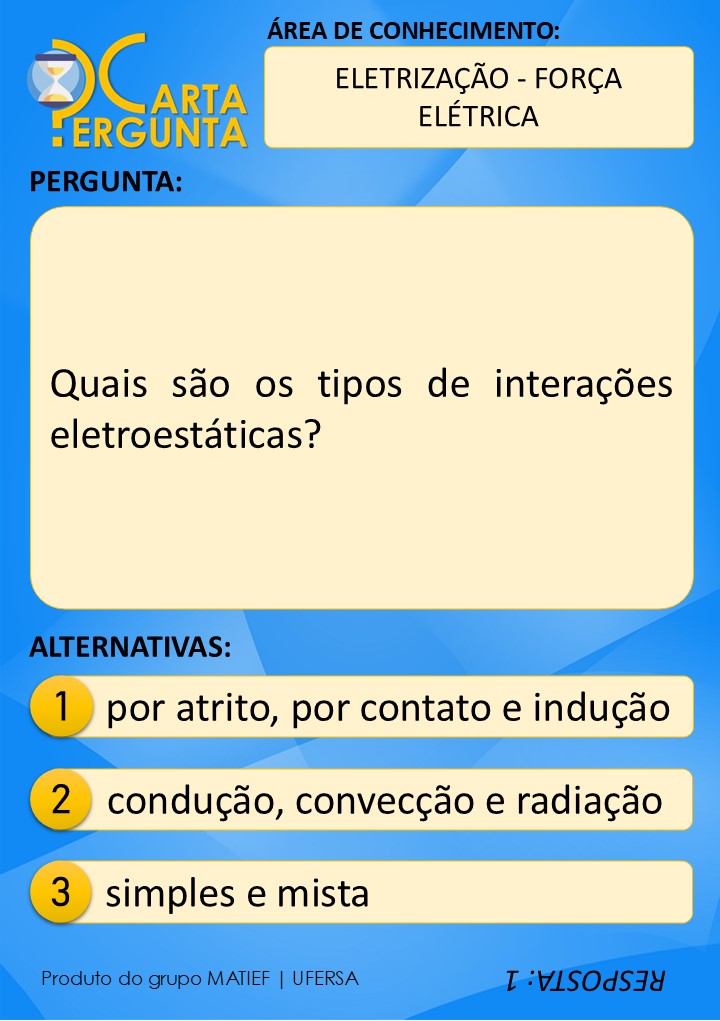 CARTA
PERGUNTA
ÁREA DE CONHECIMENTO:
ELETRIZAÇÃO - FORÇA
ELÉTRICA
PERGUNTA:
Quais são os tipos de interações
eletroestáticas?
ALTERNATIVAS:
1 por atrito, por contato e indução
2 condução, convecção e radiação
3 simples e mista
Produto do grupo MATIEF | UFERSA
RESPOSTA: 1